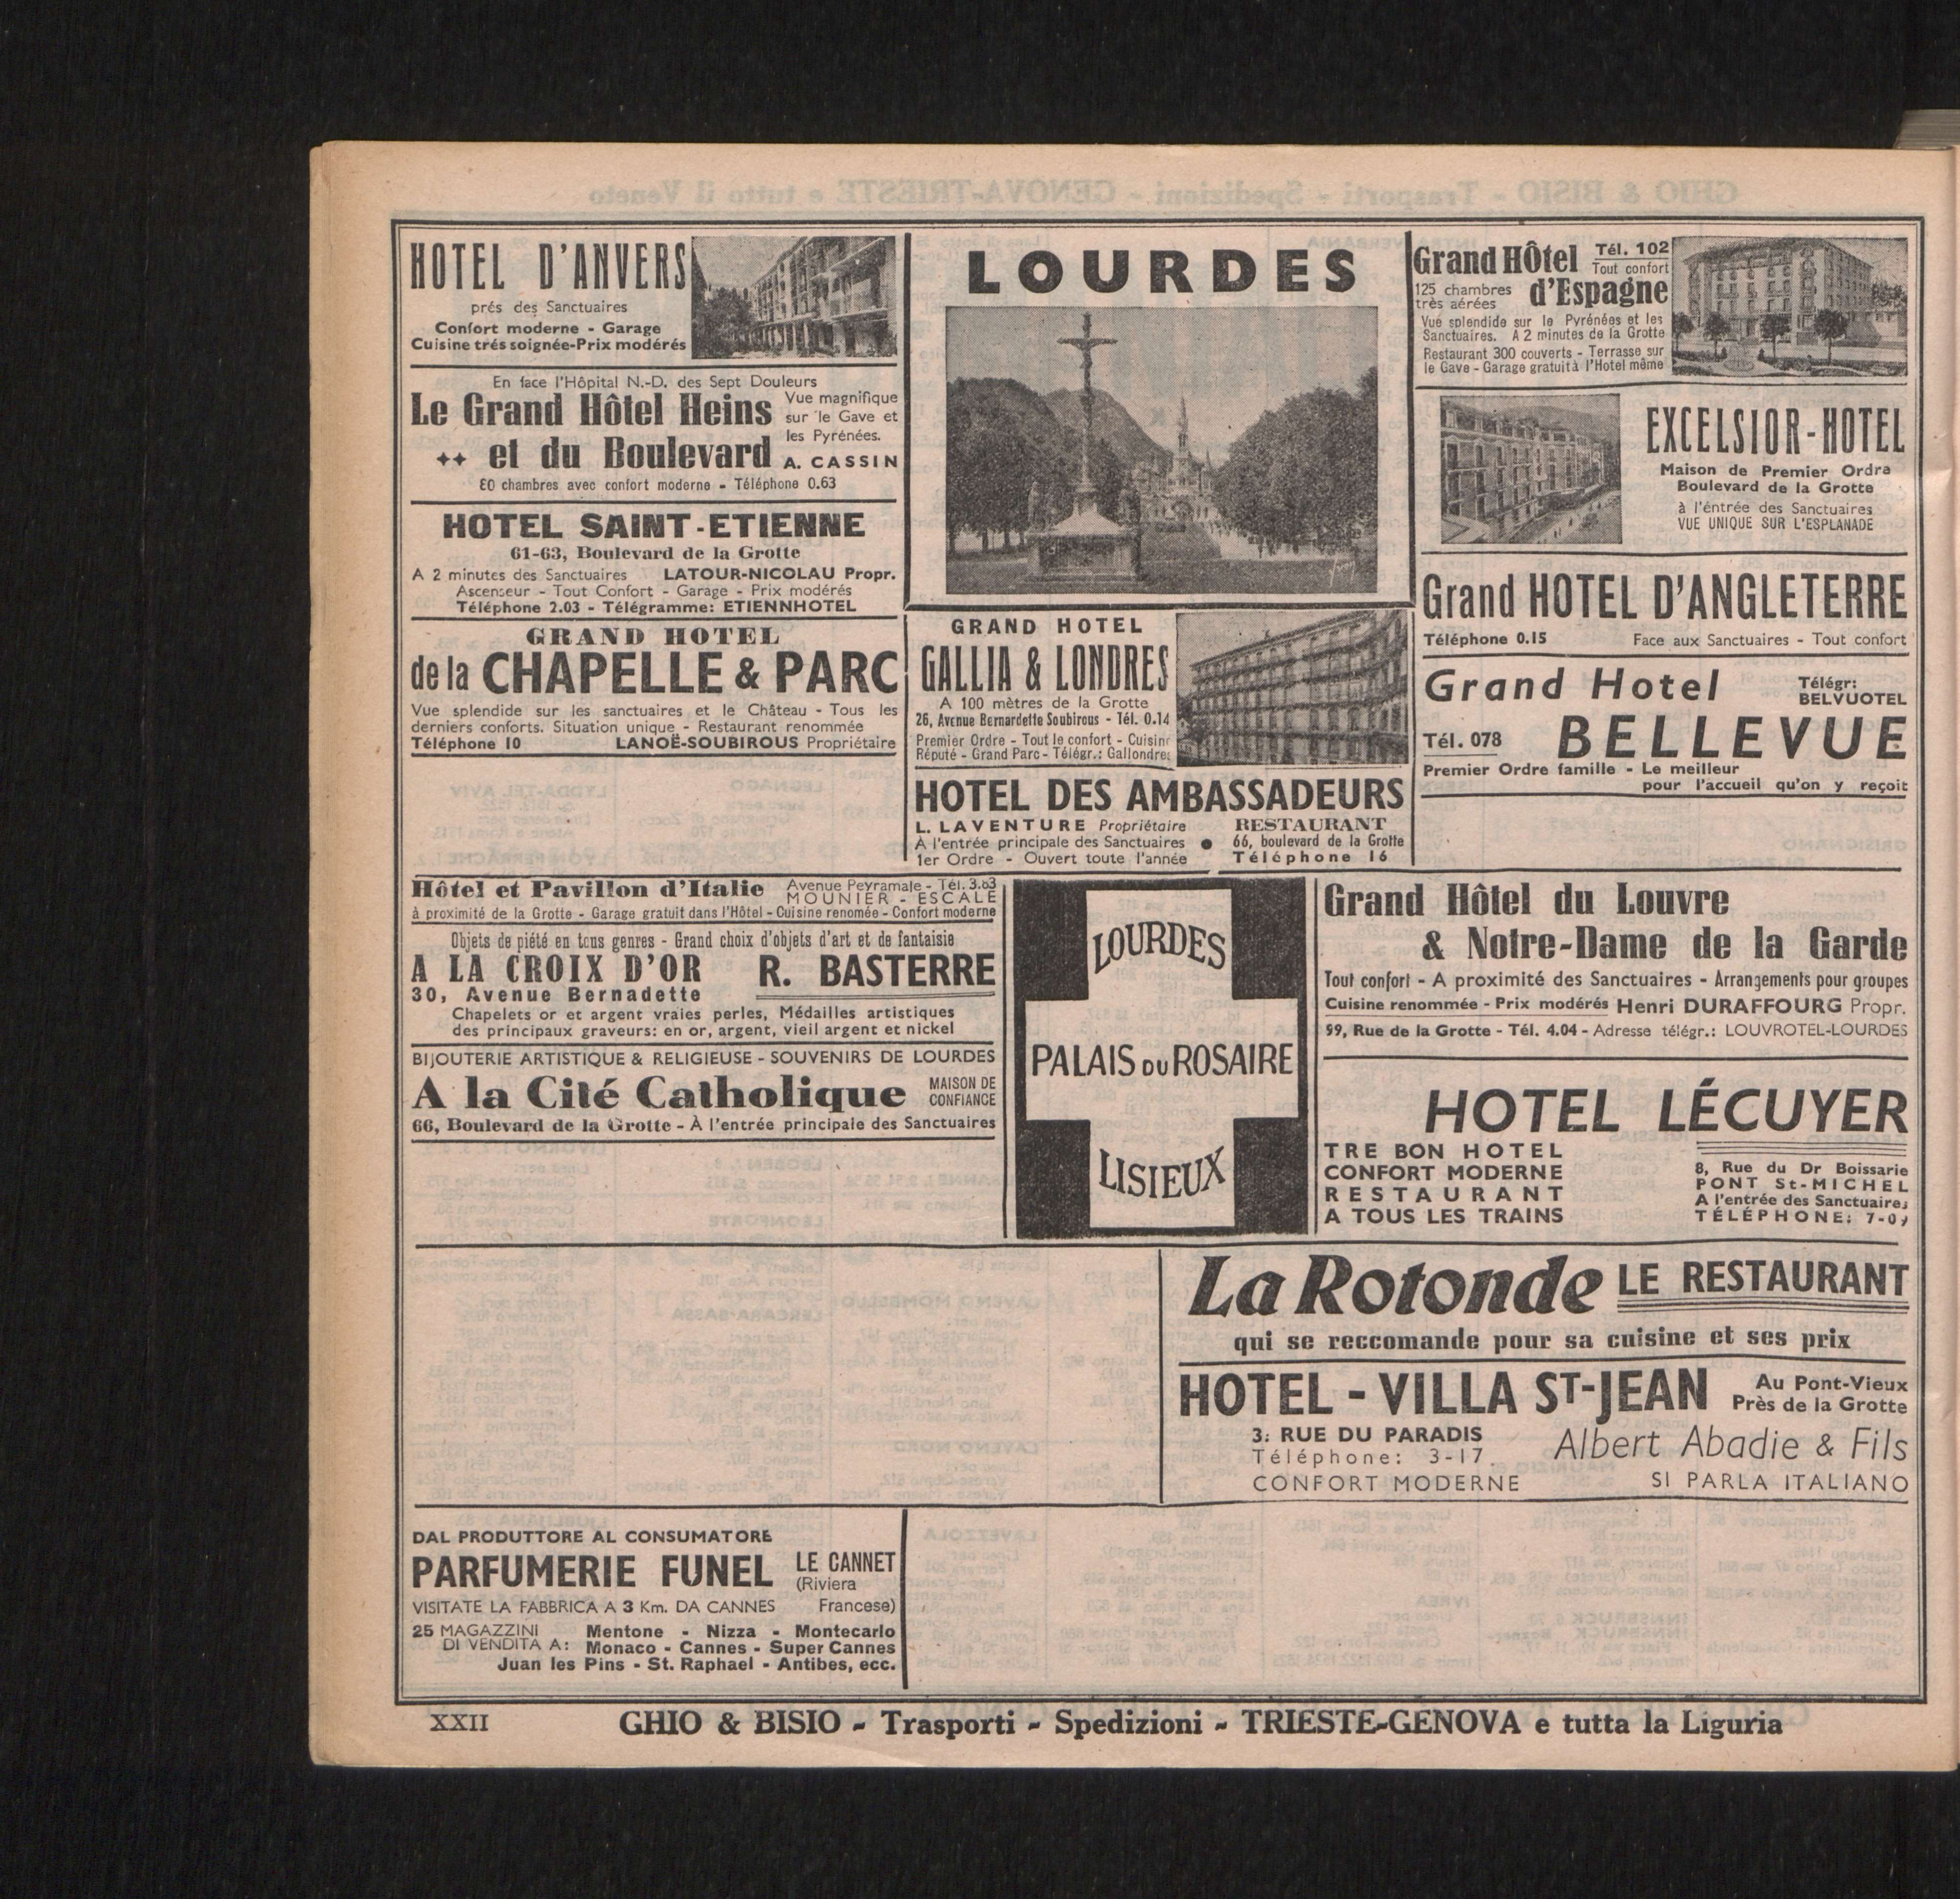 HOTEL D'ANVERS
prés des Sanctuaires
Confort moderne - Garage
Cuisine trés soignée-Prix modérés
En face l'Hôpital N.-D. des Sept Douleurs
Le Grand Hôtel Heins
et du Boulevard
Vue magnifique
sur le Gave et
les Pyrénées.
A. CASSIN
80 chambres avec confort moderne - Téléphone 0.63
HOTEL SAINT-ETIENNE
61-63, Boulevard de la Grotte
A 2 minutes des Sanctuaires LATOUR-NICOLAU Propr.
Ascenseur - Tout Confort - Garage - Prix modérés
Téléphone 2.03 - Télégramme: ETIENNHOTEL
GRAND HOTEL
de la CHAPELLE & PARC
Vue splendide sur les sanctuaires et le Château - Tous les
derniers conforts. Situation unique - Restaurant renommée
Téléphone 10 LANOË-SOUBIROUS Propriétaire
LOURDES
GRAND HOTEL
GALLIA & LONDRES
A 100 mètres de la Grotte
26, Avenue Bernardette Soubirous - Tél. 0.14
Premier Ordre - Tout le confort - Cuisine
Réputé - Grand Parc - Télégr.: Gallondres
HOTEL DES AMBASSADEURS
L. LAVENTURE Propriétaire
À l'entrée principale des Sanctuaires
1er Ordre - Ouvert toute l'année
RESTAURANT
66, boulevard de la Grotte
Téléphone 16
Grand HÔtel
d'Espagne
Tél. 102
Tout confort
125 chambres
très aérées
Vue splendide sur le Pyrénées et les
Sanctuaires. A 2 minutes de la Grotte
Restaurant 300 couverts - Terrasse sur
le Gave - Garage gratuit à l'Hotel même
EXCELSIOR-HOTEL
Maison de Premier Ordre
Boulevard de la Grotte
à l'éntrée des Sanctuaires
VUE UNIQUE SUR L'ESPLANADE
Grand HOTEL D'ANGLETERRE
Téléphone 0.15 Face aux Sanctuaires - Tout confort
Grand Hotel
Télégr:
BELVUOTEL
Tél. 078 BELLEVUE
Premier Ordre famille - Le meilleur
pour l'accueil qu'on y reçoit
Hôtel et Pavillon d'Italie
Avenue Peyramale - Tél. 3.83
MOUNIER - ESCALE
à proximité de la Grotte - Garage gratuit dans l'Hôtel - Cuisine renomée - Confort moderne
Objets de piété en tous genres - Grand choix d'objets d'art et de fantaisie
A LA CROIX D'OR R. BASTERRE
30, Avenue Bernadette
Chapelets or et argent vraies perles, Médailles artistiques
des principaux graveurs: en or, argent, vieil argent et nickel
BIJOUTERIE ARTISTIQUE & RELIGIEUSE - SOUVENIRS DE LOURDES
A la Cité Catholique
MAISON DE
CONFIANCE
66, Boulevard de la Grotte - À l'entrée principale des Sanctuaires
LOURDES
PALAIS DU ROSAIRE
LISIEUX
Grand Hôtel du Louvre
& Notre-Dame de la Garde
Tout confort - A proximité des Sanctuaires - Arrangements pour groupes
Cuisine renommée - Prix modérés Henri DURAFFOURG Propr.
99, Rue de la Grotte - Tél. 4.04 - Adresse télégr.: LOUVROTEL-LOURDES
HOTEL LÉCUYER
TRE BON HOTEL
CONFORT MODERNE
RESTAURANT
A TOUS LES TRAINS
8, Rue du Dr Boissarie
PONT St-MICHEL
A l'entrée des Sanctuaires
TÉLÉPHONE:
La Rotonde LE RESTAURANT
qui se reccomande pour sa cuisine et ses prix
HOTEL - VILLA ST-JEAN
Au Pont-Vieux
Près de la Grotte
3: RUE DU PARADIS
Téléphone: 3-17.
CONFORT MODERNE
Albert Abadie & Fils
SI PARLA ITALIANO
DAL PRODUTTORE AL CONSUMATORE
PARFUMERIE FUNEL
LE CANNET
(Riviera
Francese)
VISITATE LA FABBRICA A 3 Km. DA CANNES
25 MAGAZZINI
DI VENDITA A:
Mentone - Nizza - Montecarlo
Monaco - Cannes - Super Cannes
Juan les Pins - St. Raphael - Antibes, ecc.
XXII
GHIO & BISIO - Trasporti - Spedizioni - TRIESTE-GENOVA e tutta la Liguria